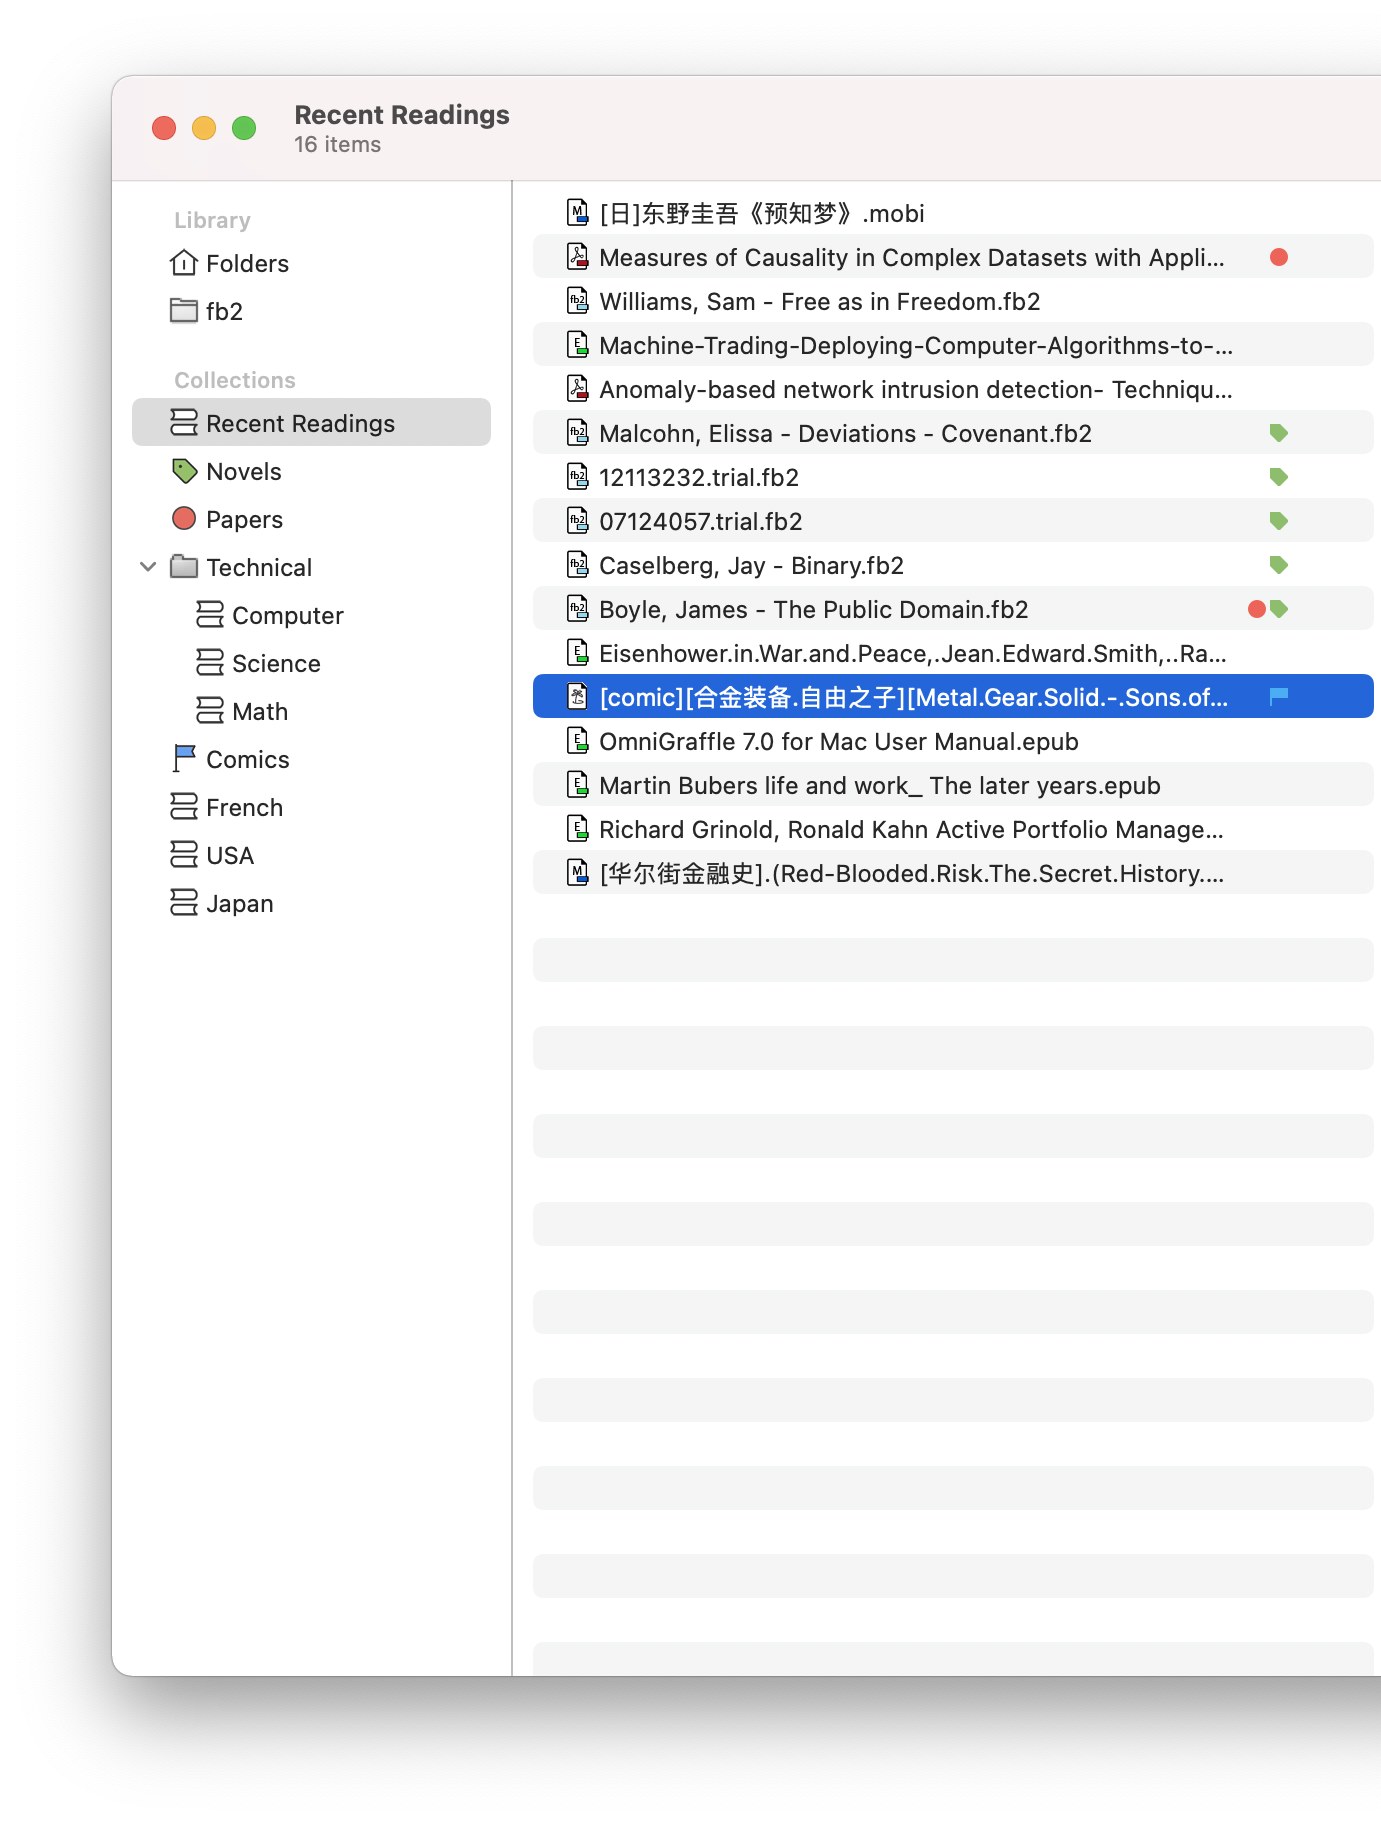 Recent Readings
16 items
Library
Folders
fb2
Collections
Recent Readings
Novels
Papers
Technical
Computer
Science
Math
Comics
French
USA
Japan
[日]东野圭吾《预知梦》.mobi
Measures of Causality in Complex Datasets with Appli...
Williams, Sam - Free as in Freedom.fb2
Machine-Trading-Deploying-Computer-Algorithms-to-...
Anomaly-based network intrusion detection- Techniqu...
Malcohn, Elissa - Deviations - Covenant.fb2
12113232.trial.fb2
07124057.trial.fb2
Caselberg, Jay - Binary.fb2
Boyle, James - The Public Domain.fb2
Eisenhower.in.War.and.Peace,.Jean.Edward.Smith,..Ra...
[comic][合金装备.自由之子][Metal.Gear.Solid.-.Sons.of...
OmniGraffle 7.0 for Mac User Manual.epub
Martin Bubers life and work_ The later years.epub
Richard Grinold, Ronald Kahn Active Portfolio Manage...
[华尔街金融史].(Red-Blooded.Risk.The.Secret.History....